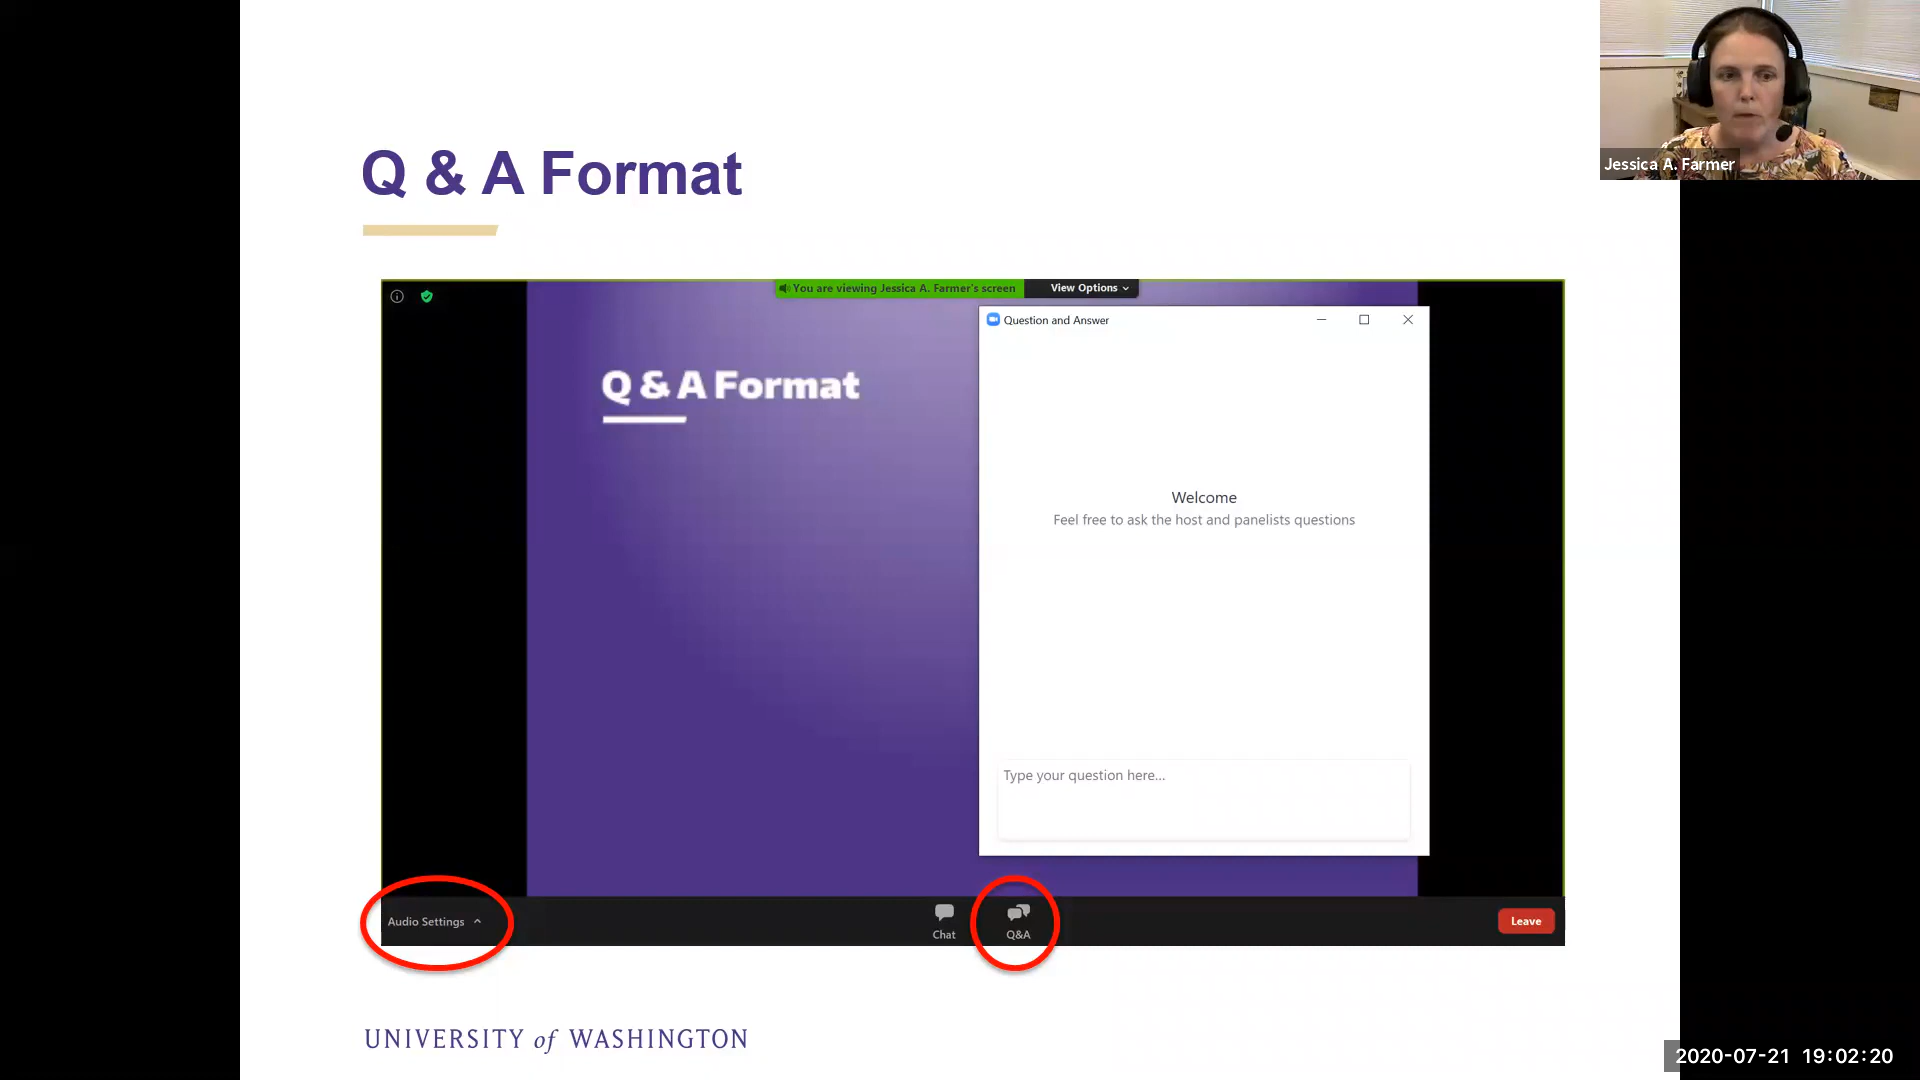 Q & A Format
Jessica A. Farmer
You are viewing Jessica A. Farmer's screen
View Options
Question and Answer
Q & A Format
Welcome
Feel free to ask the host and panelists questions
Type your question here...
Audio Settings
Chat
Q&A
Leave
UNIVERSITY of WASHINGTON
2020-07-21 19:02:20